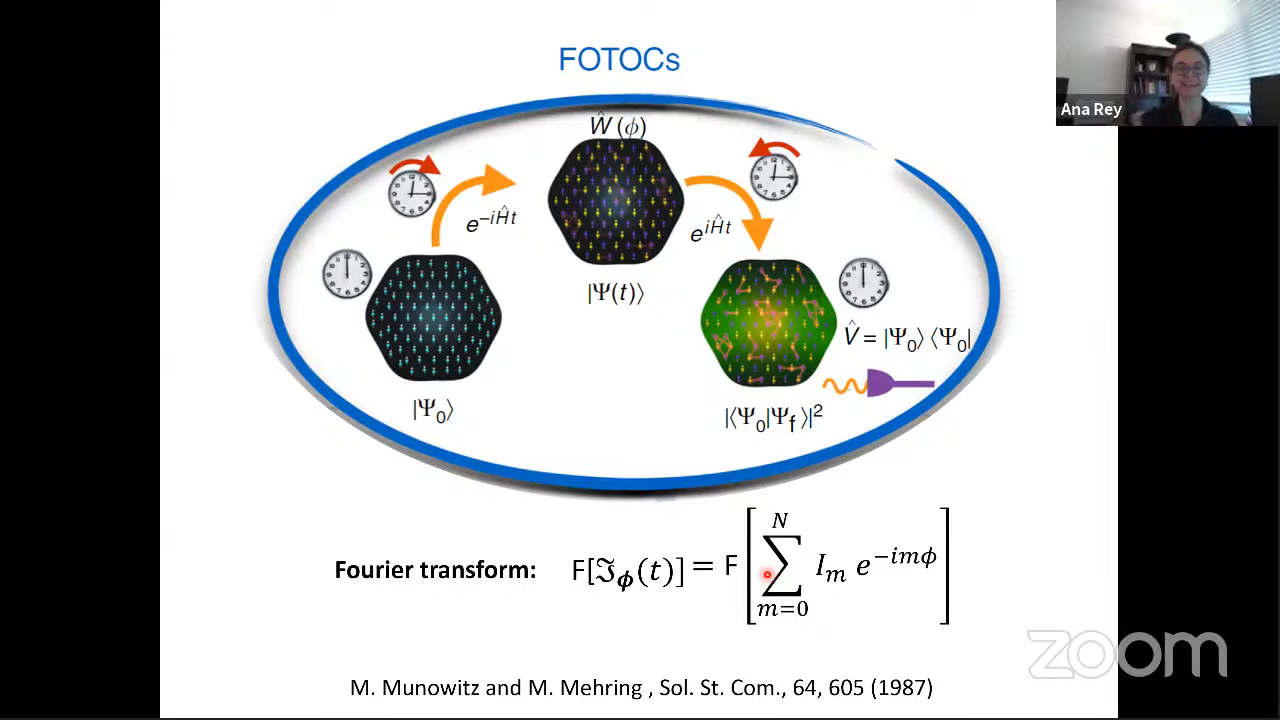 FOTOCs
Ana Rey
Ŵ(ϕ)
e^{-iĤt}
e^{iĤt}
|Ψ(t)⟩
V̂ = |Ψ₀⟩⟨Ψ₀|
|Ψ₀⟩
|⟨Ψ₀|Ψ_f⟩|²
Fourier transform: F[ℑ_ϕ(t)] = F [ ∑_{m=0}^{N} I_m e^{-imϕ} ]
zoom
M. Munowitz and M. Mehring , Sol. St. Com., 64, 605 (1987)